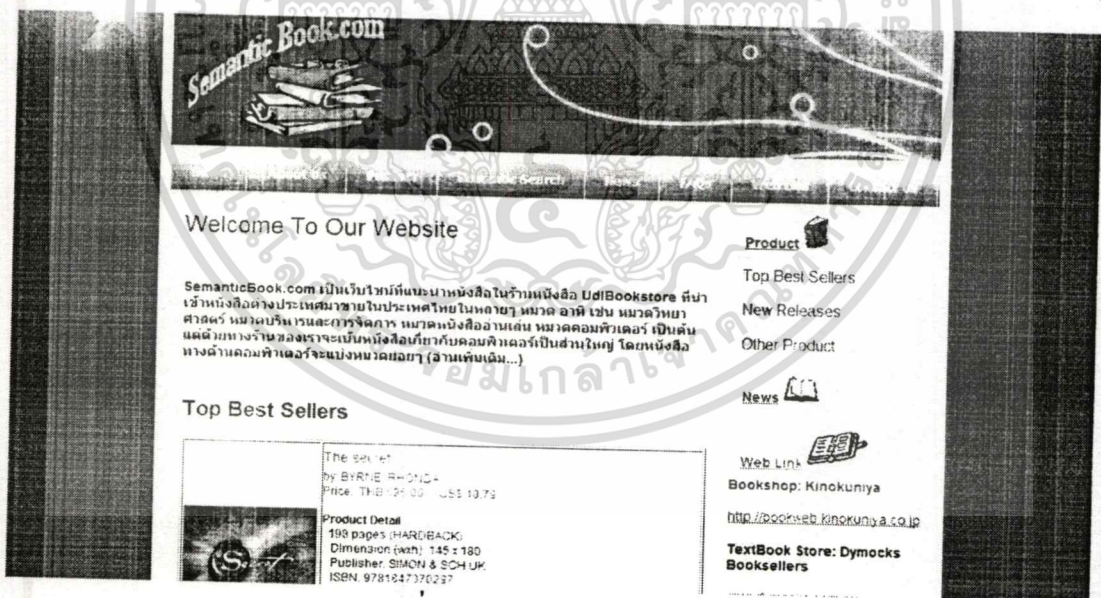 Semantic Book.com
Search
Welcome To Our Website
SemanticBook.com เป็นเว็บไซน์ที่แนะนำหนังสือในร้านหนังสือ UdlBookstore ที่นำ
เข้าหนังสือต่างประเทศมาขายในประเทศไทยในหลายๆ หมวด อาทิ เช่น หมวดวิทยา
ศาสตร์ หมวดบริหารและการจัดการ หมวดหนังสืออ่านเล่น หมวดคอมพิวเตอร์ เป็นต้น
แต่ด้วยทางร้านของเราจะเน้นหนังสือเกี่ยวกับคอมพิวเตอร์เป็นส่วนใหญ่ โดยหนังสือ
ทางด้านคอมพิวเตอร์จะแบ่งหมวดย่อยๆ (อ่านเพิ่มเติม...)
Top Best Sellers
The secret
by BYRNE RHONDA
Price: THB US$ 18.79
Product Detail
199 pages (HARDBACK)
Dimension (wxh) 145 x 180
Publisher. SIMON & SCH UK
ISBN. 9781847370297
Product
Top Best Sellers
New Releases
Other Product
News
Web Link
Bookshop: Kinokuniya
http://bookweb.kinokuniya.co.jp
TextBook Store: Dymocks
Booksellers